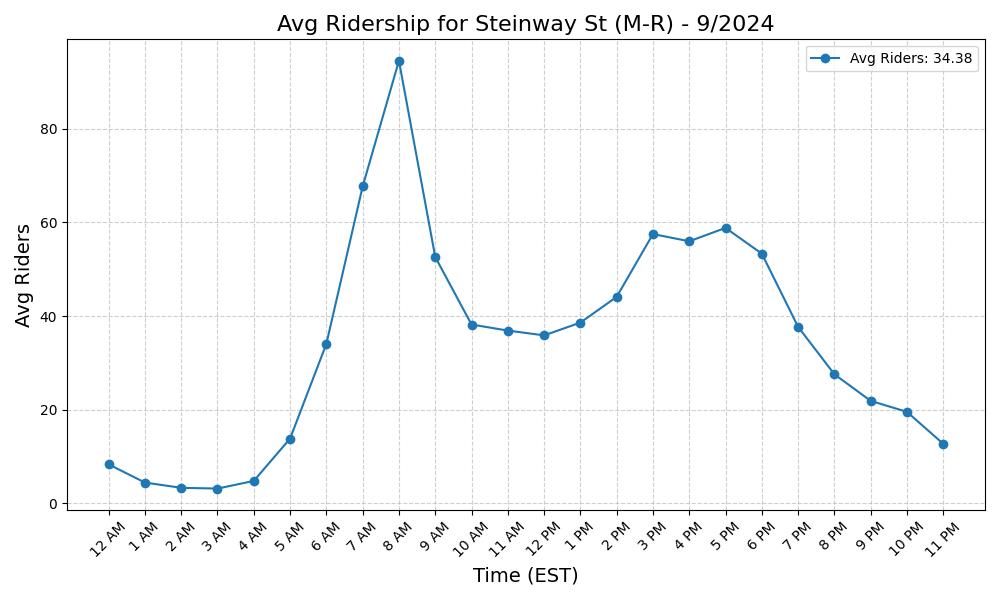 Avg Ridership for Steinway St (M-R) - 9/2024
Avg Riders: 34.38
Avg Riders
80
60
40
20
0
12 AM
1 AM
2 AM
3 AM
4 AM
5 AM
6 AM
7 AM
8 AM
9 AM
10 AM
11 AM
12 PM
1 PM
2 PM
3 PM
4 PM
5 PM
6 PM
7 PM
8 PM
9 PM
10 PM
11 PM
Time (EST)